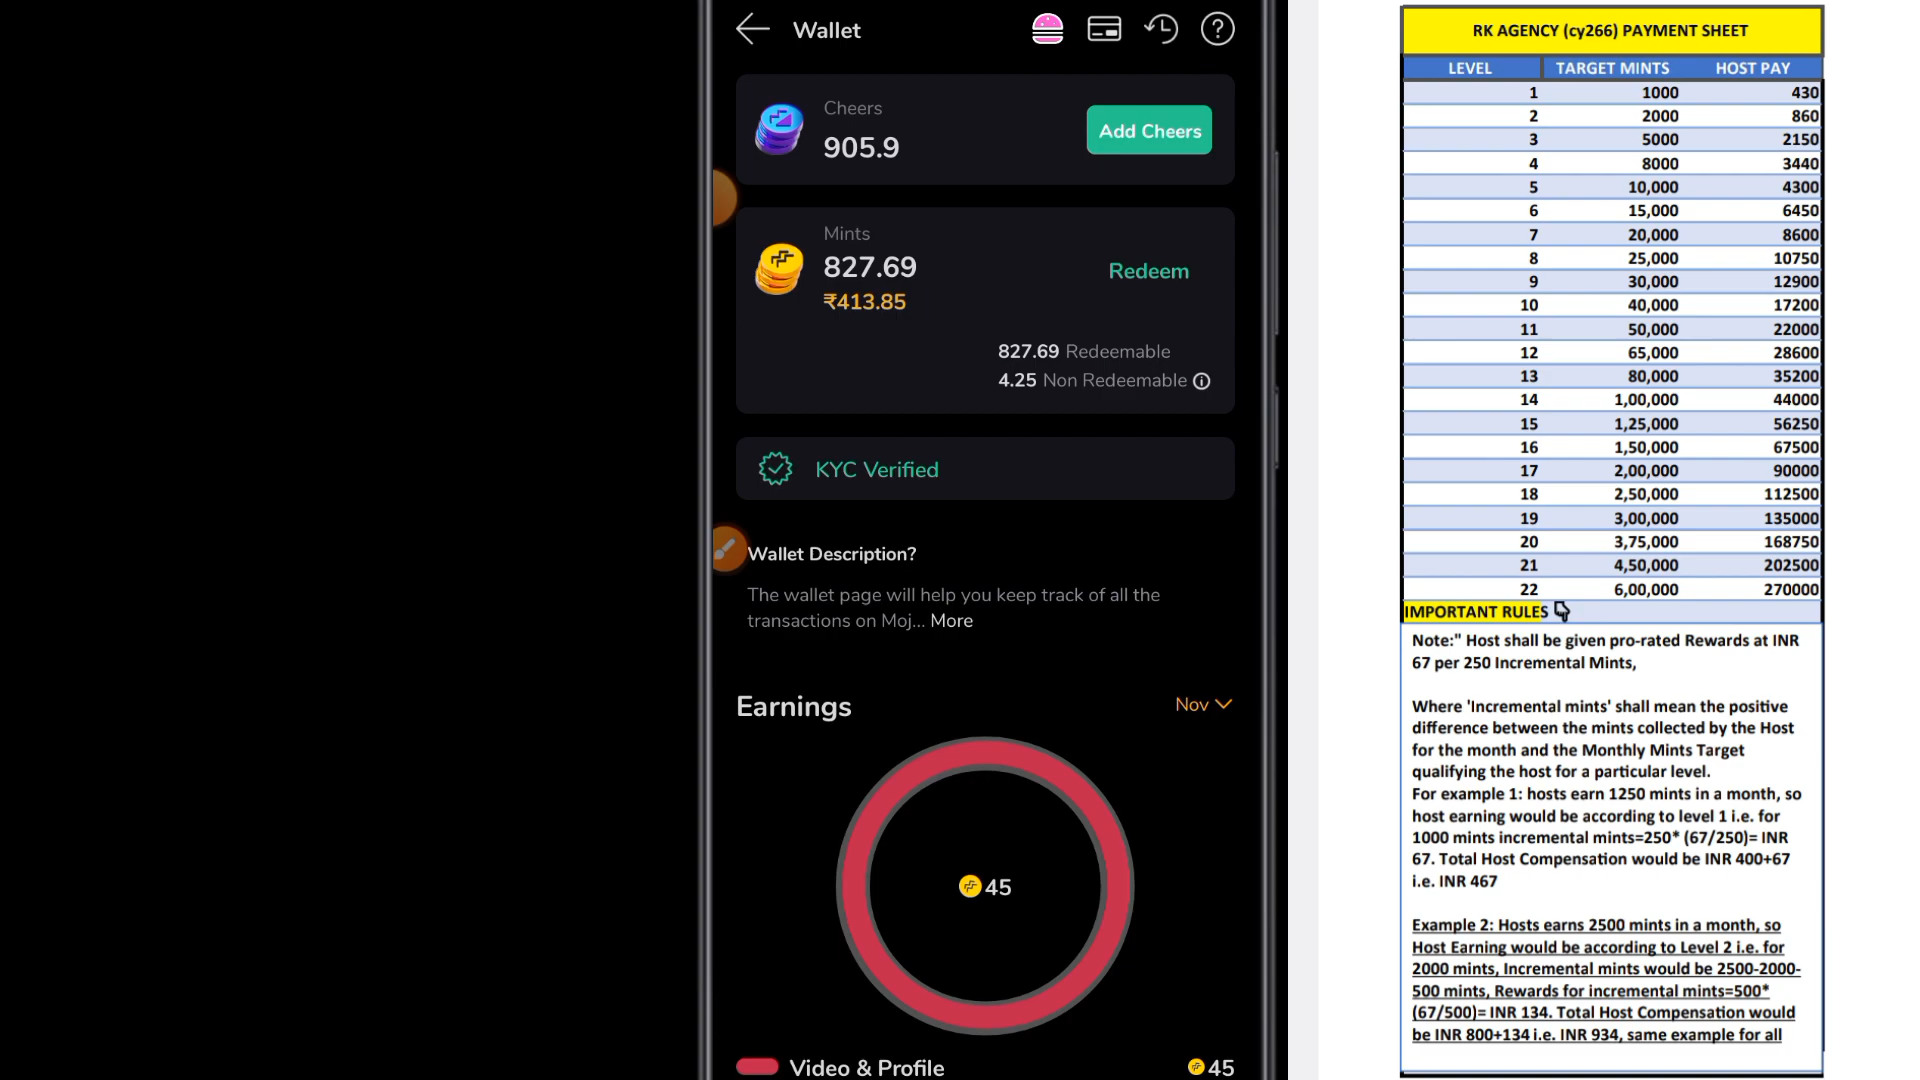 Wallet
Cheers
905.9
Add Cheers
Mints
827.69
₹413.85
Redeem
827.69 Redeemable
4.25 Non Redeemable
KYC Verified
Wallet Description?
The wallet page will help you keep track of all the
transactions on Moj... More
Earnings
Nov
45
Video & Profile 45
RK AGENCY (cy266) PAYMENT SHEET
LEVEL TARGET MINTS HOST PAY
1 1000 430
2 2000 860
3 5000 2150
4 8000 3440
5 10,000 4300
6 15,000 6450
7 20,000 8600
8 25,000 10750
9 30,000 12900
10 40,000 17200
11 50,000 22000
12 65,000 28600
13 80,000 35200
14 1,00,000 44000
15 1,25,000 56250
16 1,50,000 67500
17 2,00,000 90000
18 2,50,000 112500
19 3,00,000 135000
20 3,75,000 168750
21 4,50,000 202500
22 6,00,000 270000
IMPORTANT RULES
Note:" Host shall be given pro-rated Rewards at INR
67 per 250 Incremental Mints,
Where 'Incremental mints' shall mean the positive
difference between the mints collected by the Host
for the month and the Monthly Mints Target
qualifying the host for a particular level.
For example 1: hosts earn 1250 mints in a month, so
host earning would be according to level 1 i.e. for
1000 mints incremental mints=250* (67/250)= INR
67. Total Host Compensation would be INR 400+67
i.e. INR 467
Example 2: Hosts earns 2500 mints in a month, so
Host Earning would be according to Level 2 i.e. for
2000 mints, Incremental mints would be 2500-2000-
500 mints, Rewards for incremental mints=500*
(67/500)= INR 134. Total Host Compensation would
be INR 800+134 i.e. INR 934, same example for all